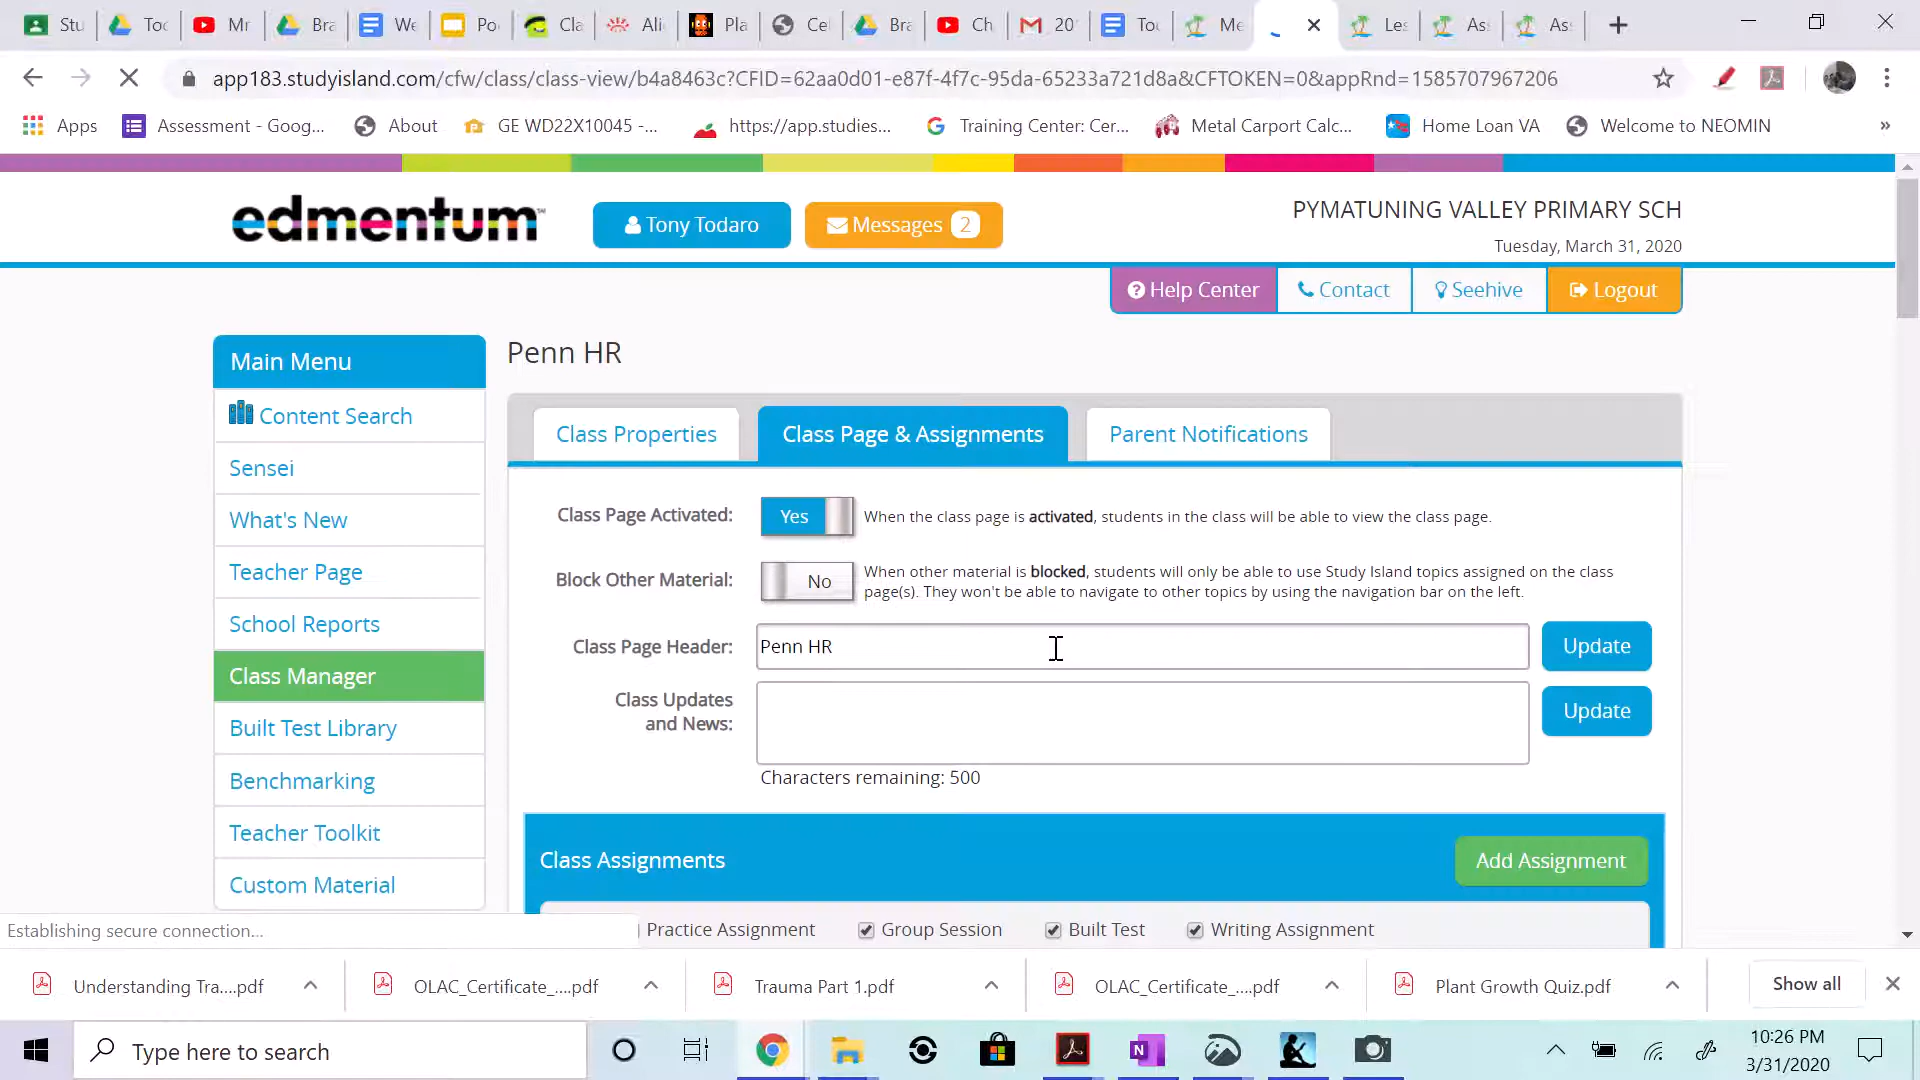 Stu
Toc
Mr
Bra
We
Po
Cla
Ali
Pla
Ce
Bra
Ch
20
Toc
Me
Les
As
As
app183.studyisland.com/cfw/class/class-view/b4a8463c?CFID=62aa0d01-e87f-4f7c-95da-65233a721d8a&CFTOKEN=0&appRnd=1585707967206
Apps
Assessment - Goog...
About
GE WD22X10045 -...
https://app.studies...
Training Center: Cer...
Metal Carport Calc...
Home Loan VA
Welcome to NEOMIN
»
edmentum™
Tony Todaro
Messages 2
PYMATUNING VALLEY PRIMARY SCH
Tuesday, March 31, 2020
Help Center
Contact
Seehive
Logout
Main Menu
Content Search
Sensei
What's New
Teacher Page
School Reports
Class Manager
Built Test Library
Benchmarking
Teacher Toolkit
Custom Material
Penn HR
Class Properties
Class Page & Assignments
Parent Notifications
Class Page Activated:
Yes
When the class page is activated, students in the class will be able to view the class page.
Block Other Material:
No
When other material is blocked, students will only be able to use Study Island topics assigned on the class
page(s). They won't be able to navigate to other topics by using the navigation bar on the left.
Class Page Header:
Penn HR
Update
Class Updates
and News:
Update
Characters remaining: 500
Class Assignments
Add Assignment
Practice Assignment
Group Session
Built Test
Writing Assignment
Establishing secure connection...
Understanding Tra....pdf
OLAC_Certificate_....pdf
Trauma Part 1.pdf
OLAC_Certificate_....pdf
Plant Growth Quiz.pdf
Show all
Type here to search
10:26 PM
3/31/2020